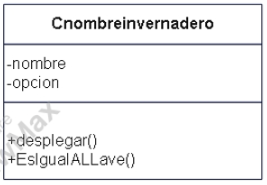 Cnombreinvernadero
-nombre
-opcion
+desplegar()
+EsIgualALLave()